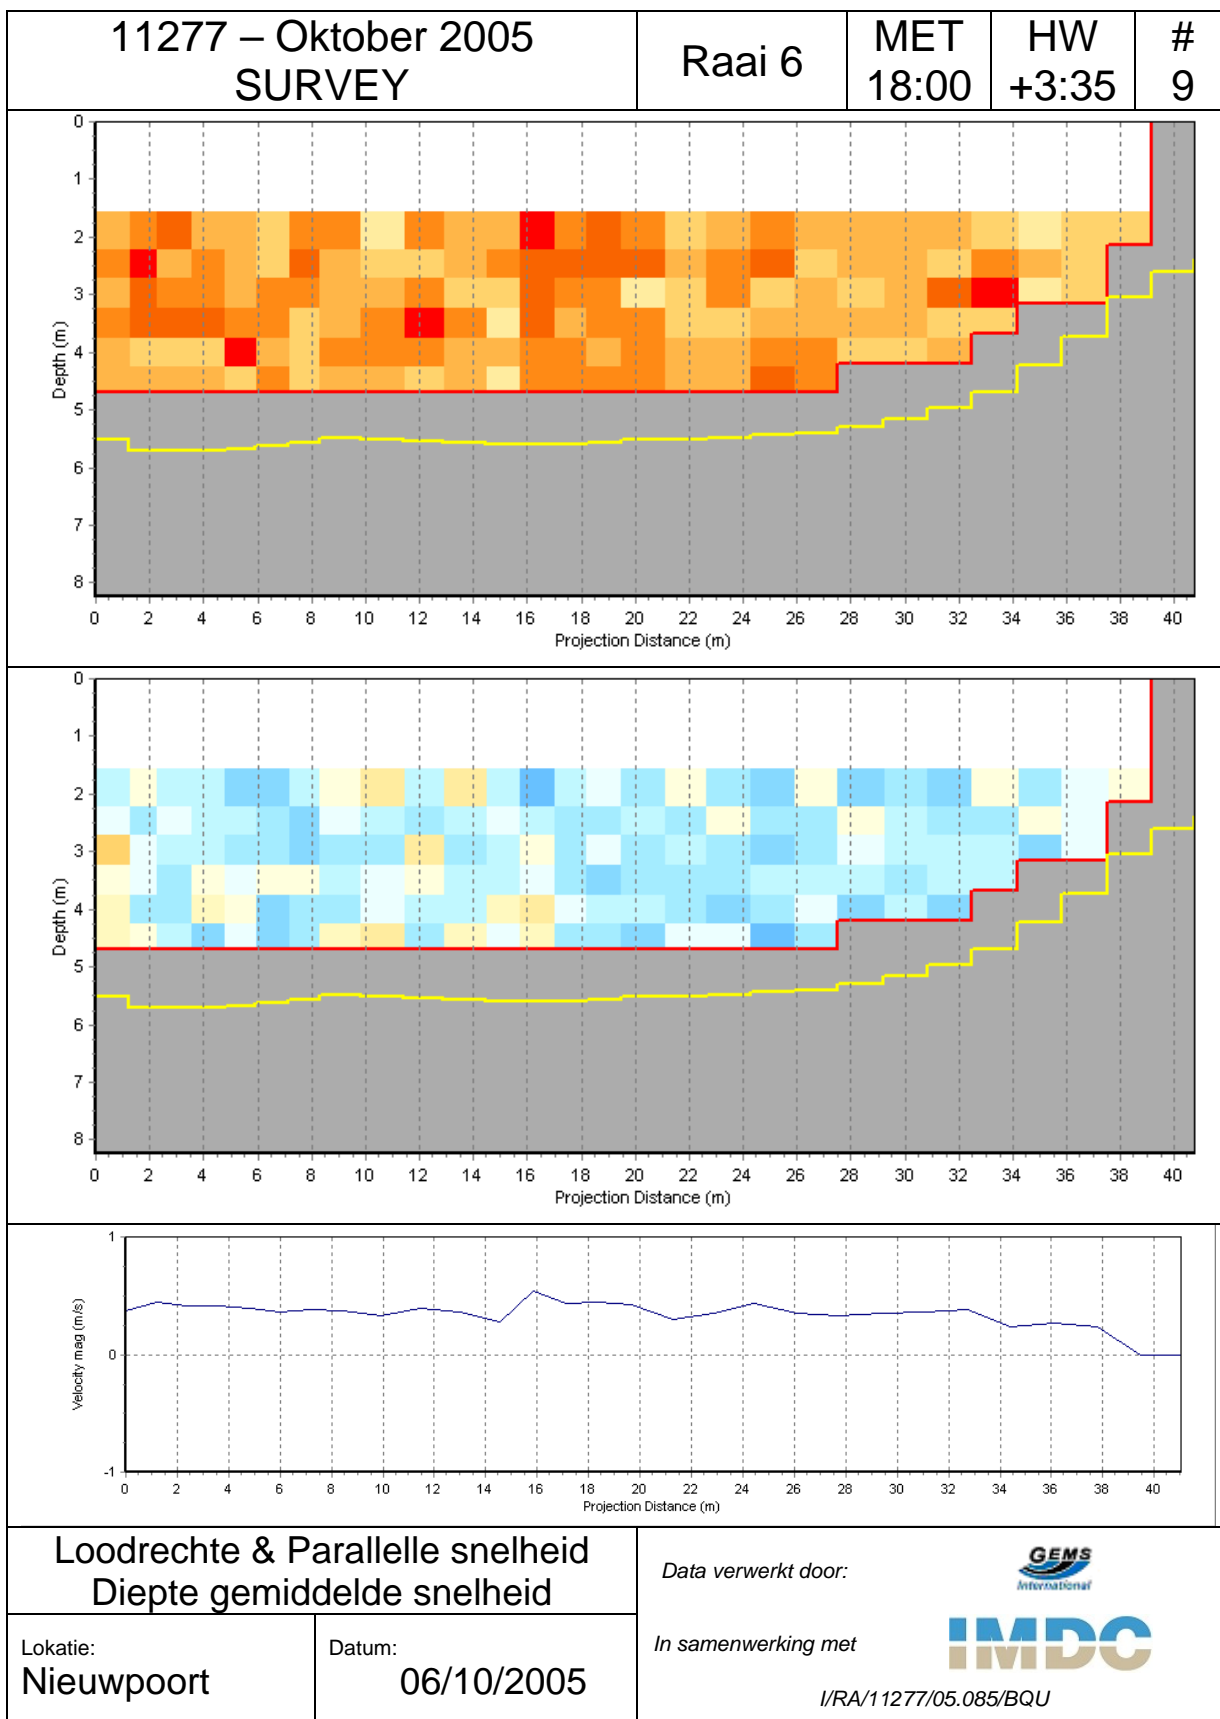 11277 – Oktober 2005
SURVEY
Raai 6
MET
18:00
HW
+3:35
#
9
0
1
2
3
4
5
6
7
8
Depth (m)
0 2 4 6 8 10 12 14 16 18 20 22 24 26 28 30 32 34 36 38 40
Projection Distance (m)
0
1
2
3
4
5
6
7
8
Depth (m)
0 2 4 6 8 10 12 14 16 18 20 22 24 26 28 30 32 34 36 38 40
Projection Distance (m)
1
0
-1
Velocity mag (m/s)
0 2 4 6 8 10 12 14 16 18 20 22 24 26 28 30 32 34 36 38 40
Projection Distance (m)
Loodrechte & Parallelle snelheid
Diepte gemiddelde snelheid
Lokatie:
Nieuwpoort
Datum:
06/10/2005
Data verwerkt door:
GEMS
International
In samenwerking met
IMDC
I/RA/11277/05.085/BQU